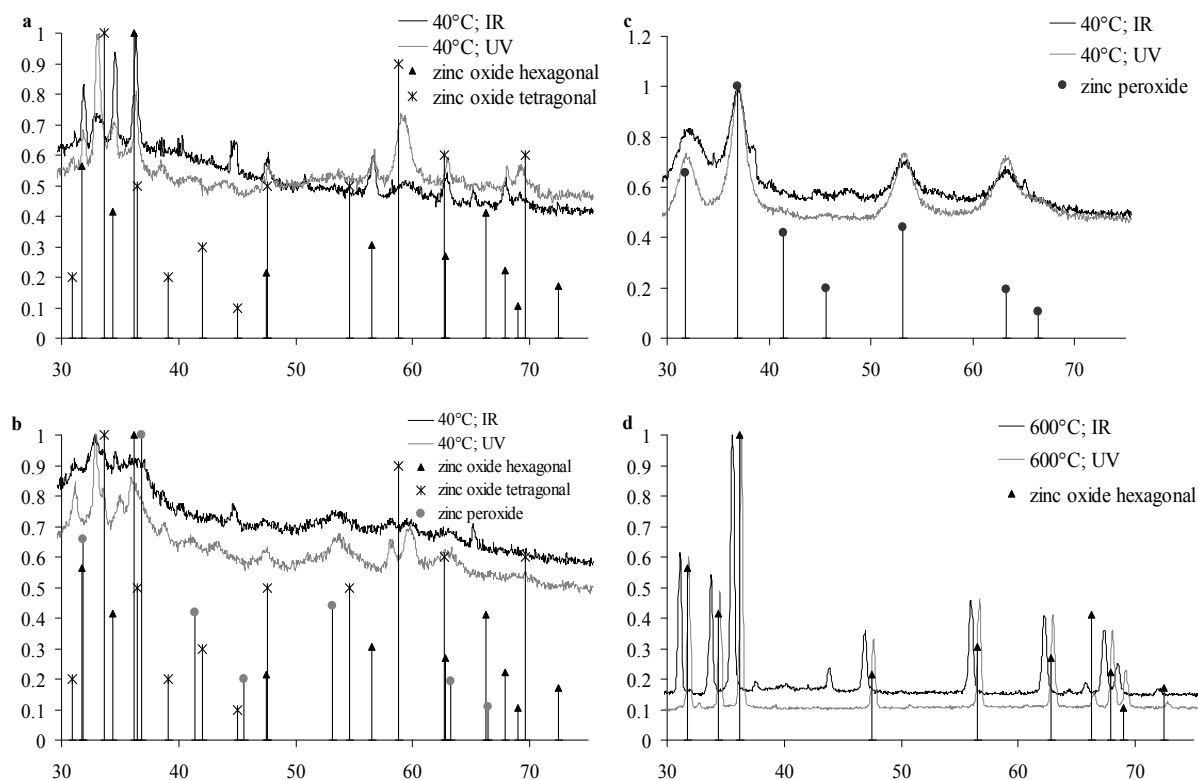 a
40°C; IR
40°C; UV
zinc oxide hexagonal
zinc oxide tetragonal
1
0.9
0.8
0.7
0.6
0.5
0.4
0.3
0.2
0.1
0
30 40 50 60 70
c
40°C; IR
40°C; UV
zinc peroxide
1.2
1
0.8
0.6
0.4
0.2
0
30 40 50 60 70
b
40°C; IR
40°C; UV
zinc oxide hexagonal
zinc oxide tetragonal
zinc peroxide
1
0.9
0.8
0.7
0.6
0.5
0.4
0.3
0.2
0.1
0
30 40 50 60 70
d
600°C; IR
600°C; UV
zinc oxide hexagonal
1
0.9
0.8
0.7
0.6
0.5
0.4
0.3
0.2
0.1
0
30 40 50 60 70